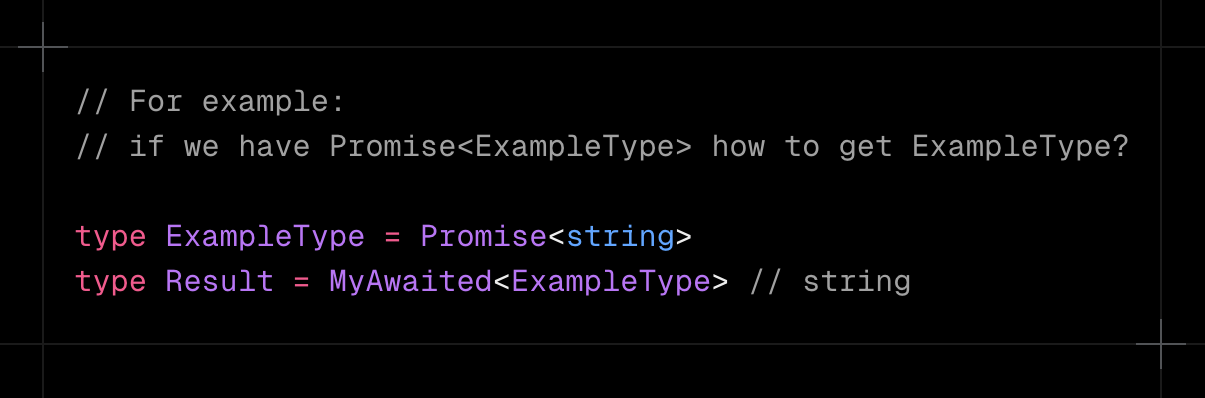 // For example:
// if we have Promise<ExampleType> how to get ExampleType?
type ExampleType = Promise<string>
type Result = MyAwaited<ExampleType> // string